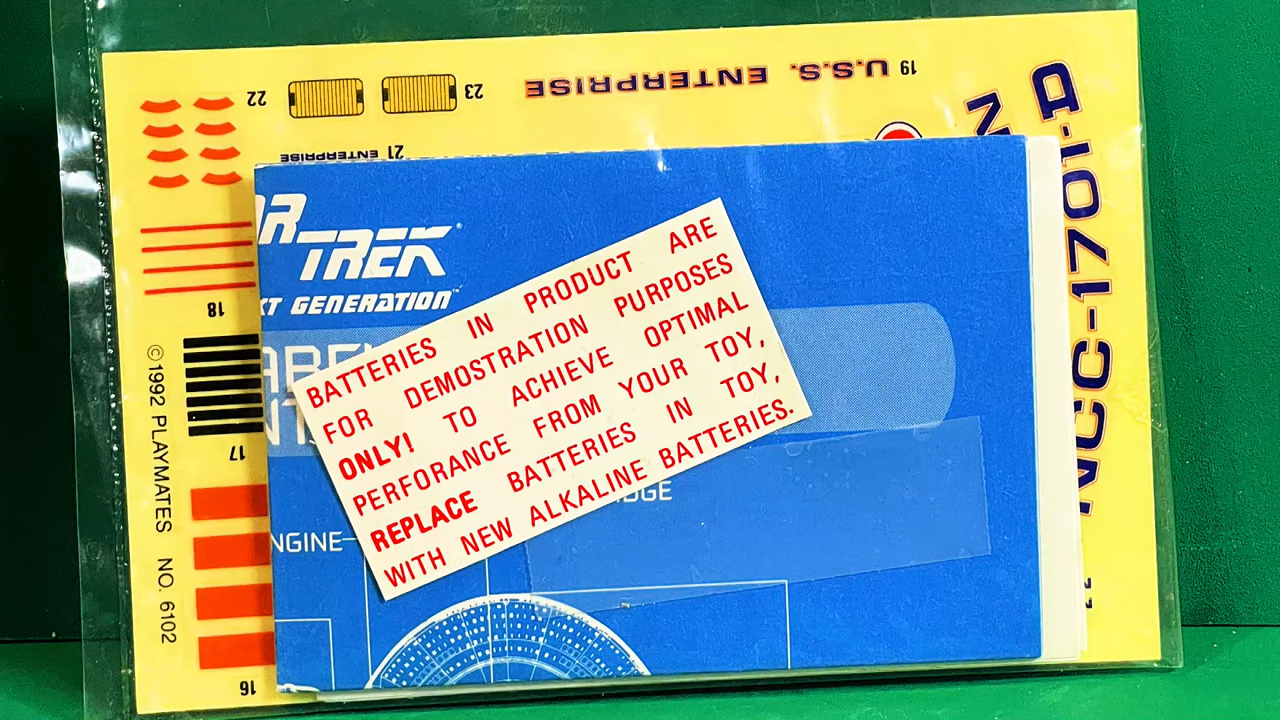 22
23
U.S.S. ENTERPRISE
19
21
ENTERPRISE
NCC-1701-D
18
17
16
©1992 PLAYMATES NO. 6102
TREK®
GENERATION™
BATTERIES IN PRODUCT ARE
FOR DEMOSTRATION PURPOSES
ONLY! TO ACHIEVE OPTIMAL
PERFORANCE FROM YOUR TOY,
REPLACE BATTERIES IN TOY,
WITH NEW ALKALINE BATTERIES.